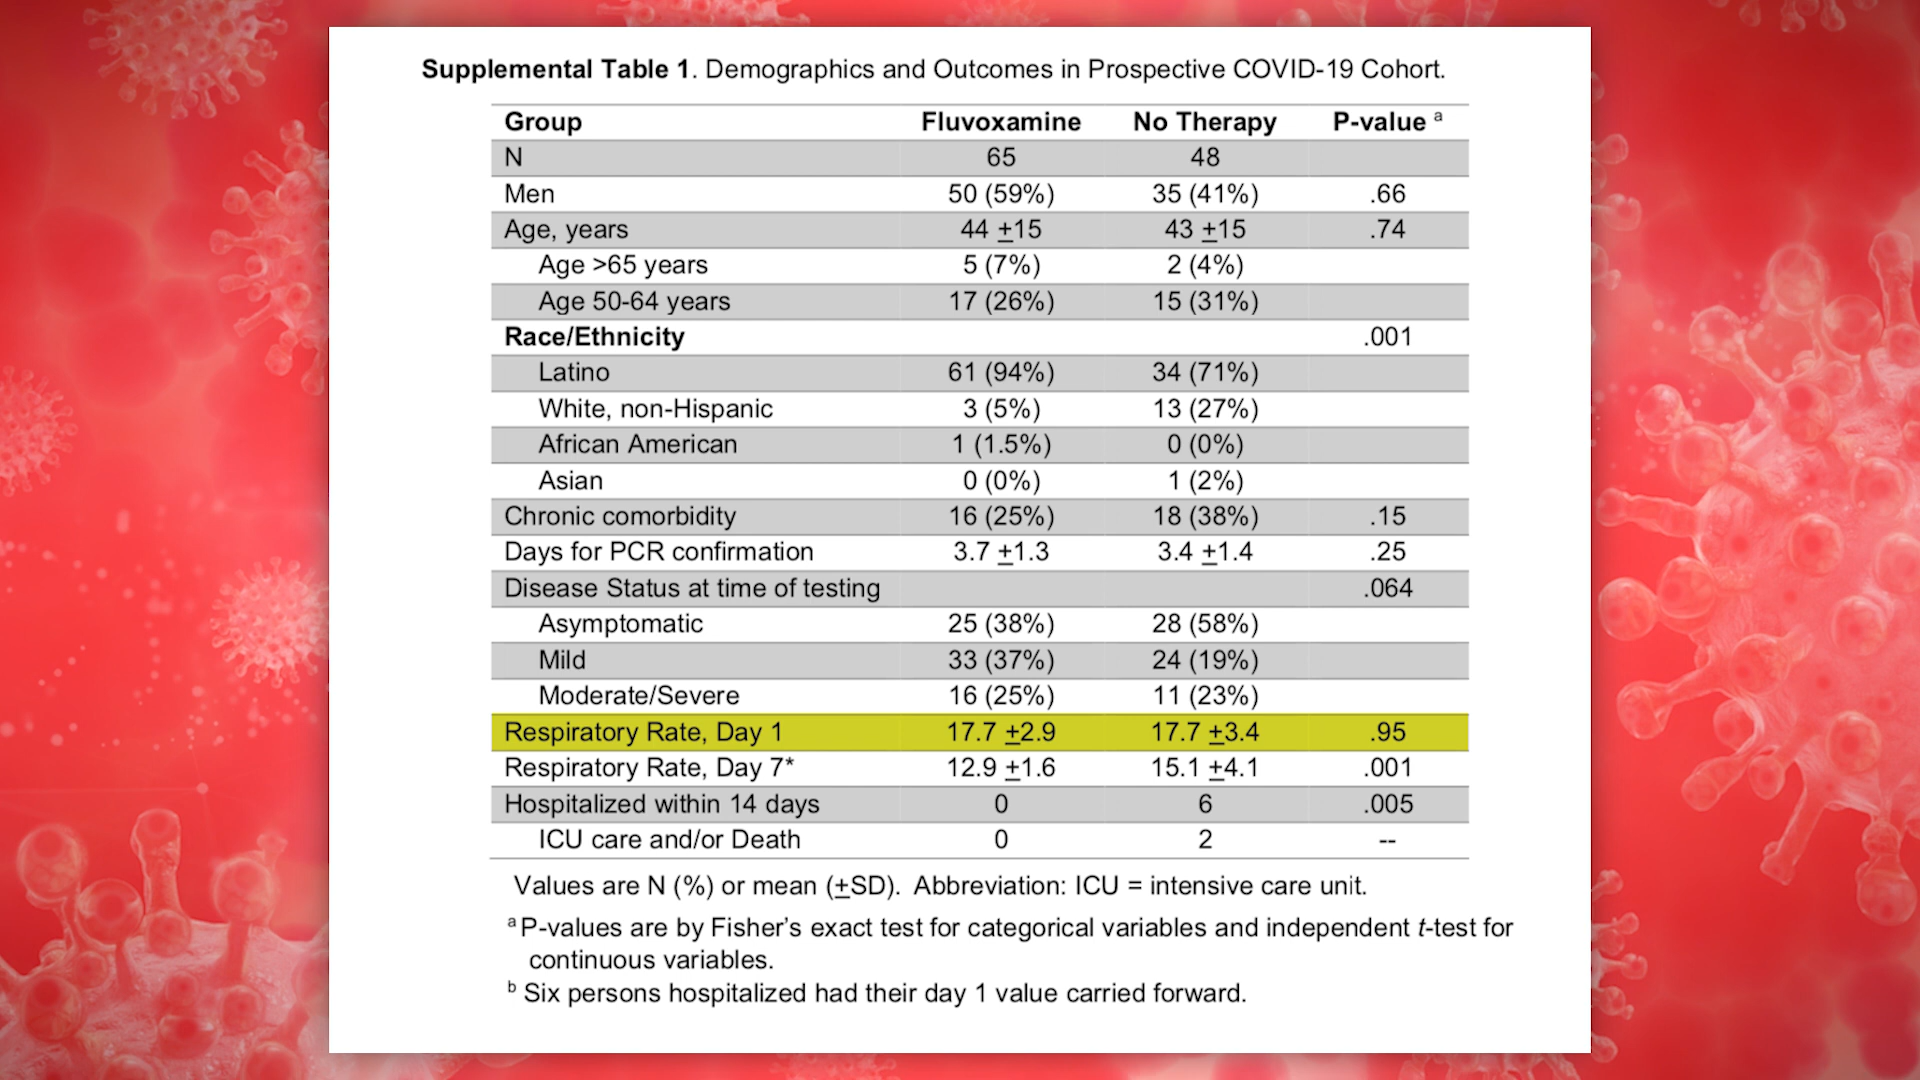 Supplemental Table 1. Demographics and Outcomes in Prospective COVID-19 Cohort.
Group Fluvoxamine No Therapy P-value a
N 65 48
Men 50 (59%) 35 (41%) .66
Age, years 44 ±15 43 ±15 .74
Age >65 years 5 (7%) 2 (4%)
Age 50-64 years 17 (26%) 15 (31%)
Race/Ethnicity .001
Latino 61 (94%) 34 (71%)
White, non-Hispanic 3 (5%) 13 (27%)
African American 1 (1.5%) 0 (0%)
Asian 0 (0%) 1 (2%)
Chronic comorbidity 16 (25%) 18 (38%) .15
Days for PCR confirmation 3.7 ±1.3 3.4 ±1.4 .25
Disease Status at time of testing .064
Asymptomatic 25 (38%) 28 (58%)
Mild 33 (37%) 24 (19%)
Moderate/Severe 16 (25%) 11 (23%)
Respiratory Rate, Day 1 17.7 ±2.9 17.7 ±3.4 .95
Respiratory Rate, Day 7* 12.9 ±1.6 15.1 ±4.1 .001
Hospitalized within 14 days 0 6 .005
ICU care and/or Death 0 2 --
Values are N (%) or mean (±SD). Abbreviation: ICU = intensive care unit.
a P-values are by Fisher's exact test for categorical variables and independent t-test for
continuous variables.
b Six persons hospitalized had their day 1 value carried forward.